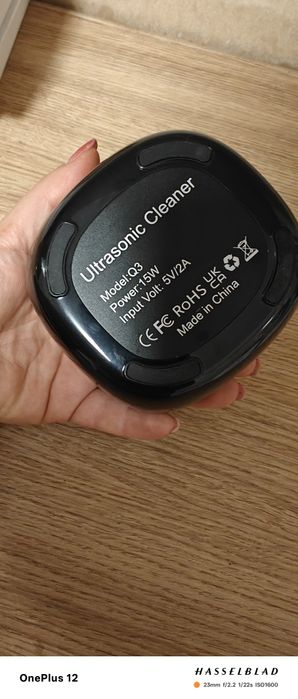 Ultrasonic Cleaner
Model:Q3
Power:15W
Input Volt: 5V/2A
CE FC RoHS UK CA
Made in China
OnePlus 12
HASSELBLAD
23mm f/2.2 1/22s ISO1600